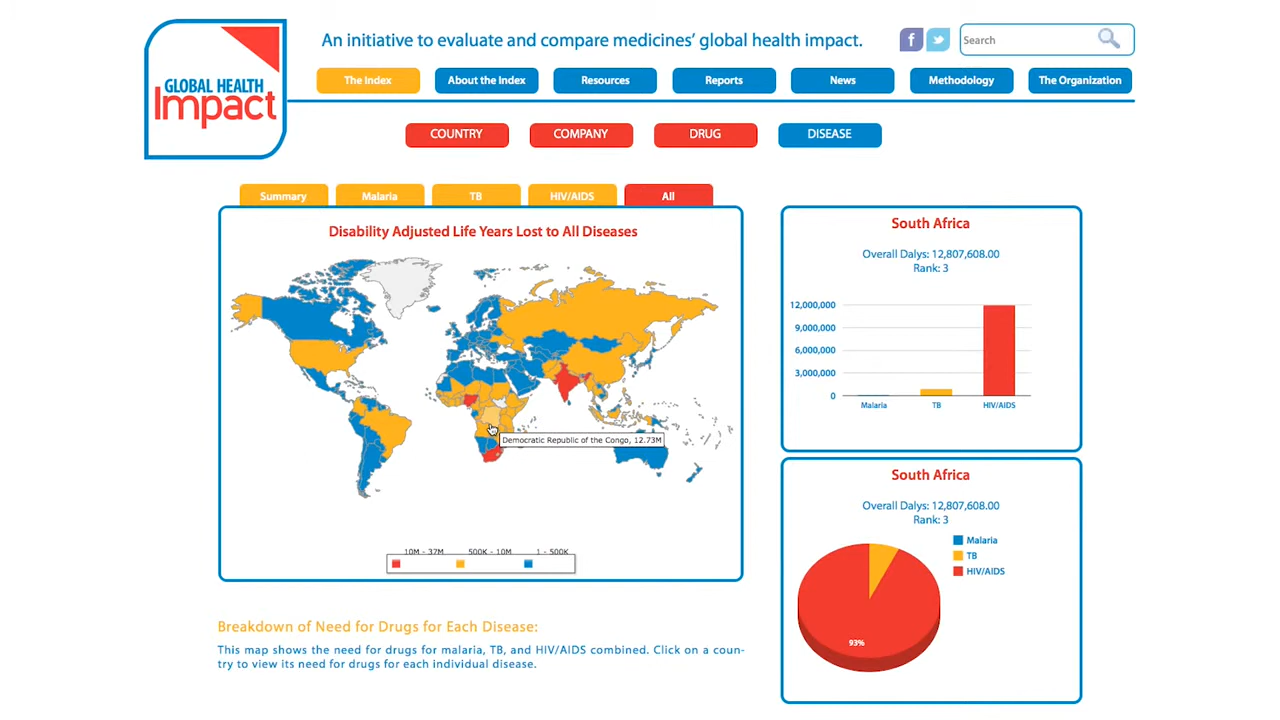 GLOBAL HEALTH
Impact
An initiative to evaluate and compare medicines' global health impact.
f
Search
The Index
About the Index
Resources
Reports
News
Methodology
The Organization
COUNTRY
COMPANY
DRUG
DISEASE
Summary
Malaria
TB
HIV/AIDS
All
Disability Adjusted Life Years Lost to All Diseases
Democratic Republic of the Congo, 12.73M
10M - 37M
500K - 10M
1 - 500K
Breakdown of Need for Drugs for Each Disease:
This map shows the need for drugs for malaria, TB, and HIV/AIDS combined. Click on a coun-
try to view its need for drugs for each individual disease.
South Africa
Overall Dalys: 12,807,608.00
Rank: 3
12,000,000
9,000,000
6,000,000
3,000,000
0
Malaria
TB
HIV/AIDS
South Africa
Overall Dalys: 12,807,608.00
Rank: 3
Malaria
TB
HIV/AIDS
93%